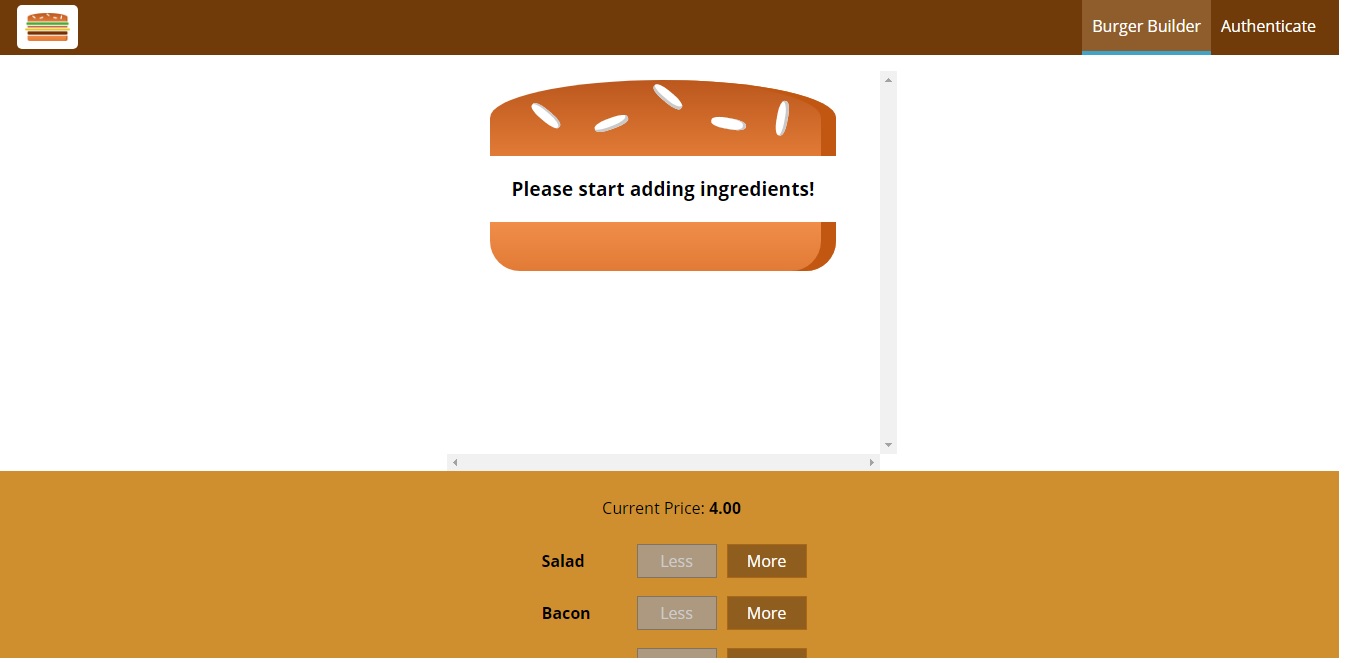 Burger Builder Authenticate
Please start adding ingredients!
Current Price: 4.00
Salad Less More
Bacon Less More